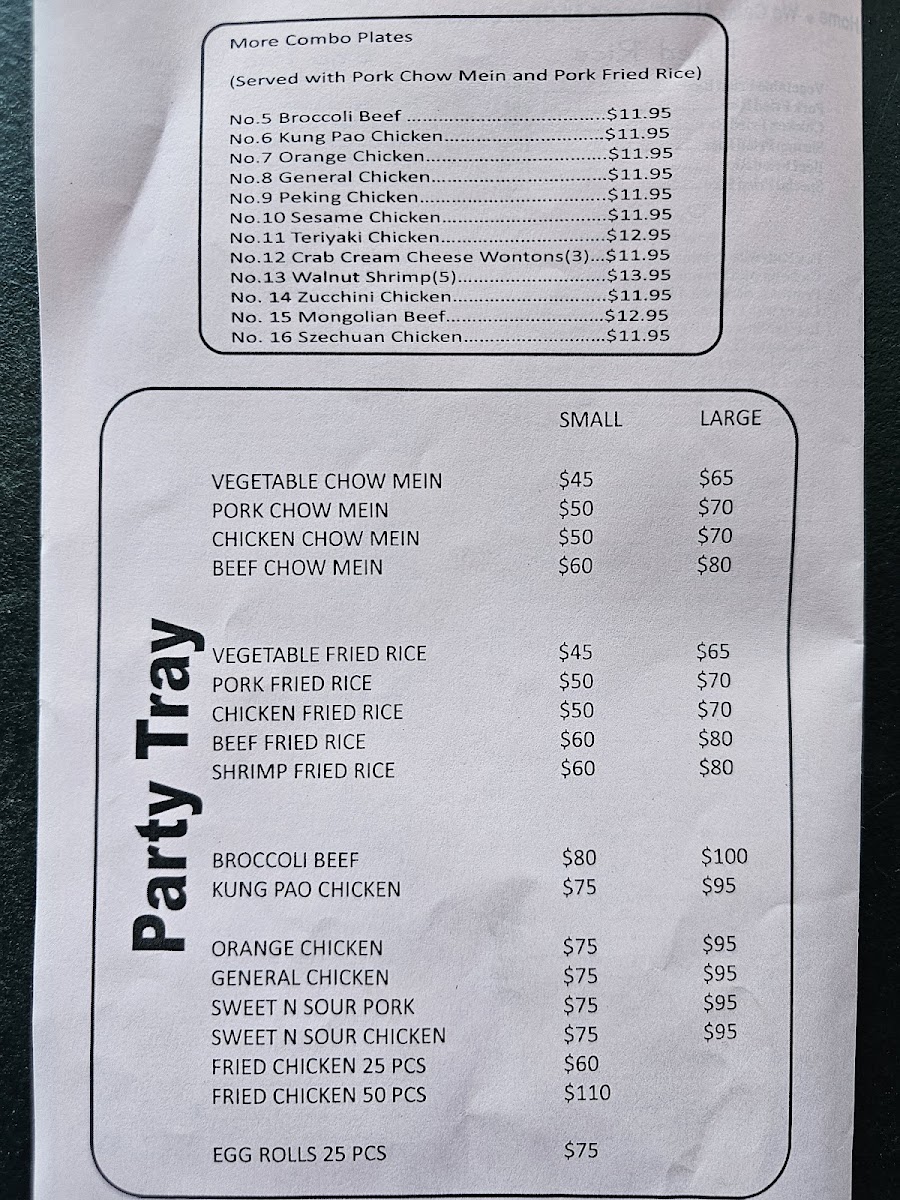 More Combo Plates
(Served with Pork Chow Mein and Pork Fried Rice)
No.5 Broccoli Beef ...................................$11.95
No.6 Kung Pao Chicken............................$11.95
No.7 Orange Chicken...............................$11.95
No.8 General Chicken..............................$11.95
No.9 Peking Chicken................................$11.95
No.10 Sesame Chicken............................$11.95
No.11 Teriyaki Chicken............................$12.95
No.12 Crab Cream Cheese Wontons(3)...$11.95
No.13 Walnut Shrimp(5).........................$13.95
No. 14 Zucchini Chicken..........................$11.95
No. 15 Mongolian Beef...........................$12.95
No. 16 Szechuan Chicken........................$11.95
SMALL LARGE
VEGETABLE CHOW MEIN $45 $65
PORK CHOW MEIN $50 $70
CHICKEN CHOW MEIN $50 $70
BEEF CHOW MEIN $60 $80
Party Tray
VEGETABLE FRIED RICE $45 $65
PORK FRIED RICE $50 $70
CHICKEN FRIED RICE $50 $70
BEEF FRIED RICE $60 $80
SHRIMP FRIED RICE $60 $80
BROCCOLI BEEF $80 $100
KUNG PAO CHICKEN $75 $95
ORANGE CHICKEN $75 $95
GENERAL CHICKEN $75 $95
SWEET N SOUR PORK $75 $95
SWEET N SOUR CHICKEN $75 $95
FRIED CHICKEN 25 PCS $60
FRIED CHICKEN 50 PCS $110
EGG ROLLS 25 PCS $75